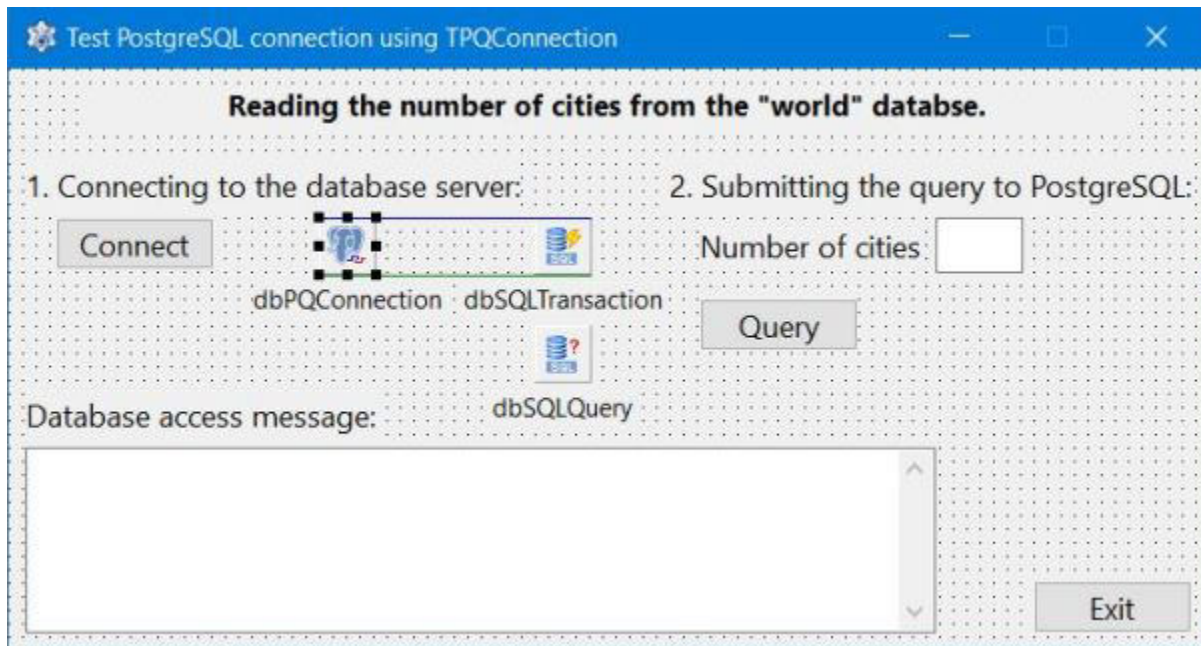 Test PostgreSQL connection using TPQConnection
Reading the number of cities from the "world" databse.
1. Connecting to the database server:
2. Submitting the query to PostgreSQL:
Connect
Number of cities
dbPQConnection
dbSQLTransaction
Query
dbSQLQuery
Database access message:
Exit